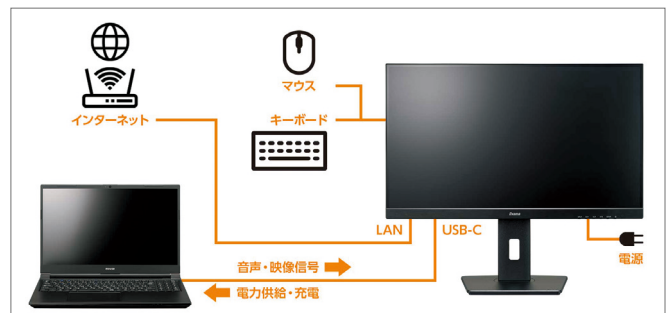 マウス
インターネット
キーボード
LAN
USB-C
電源
音声・映像信号
電力供給・充電
iiyama